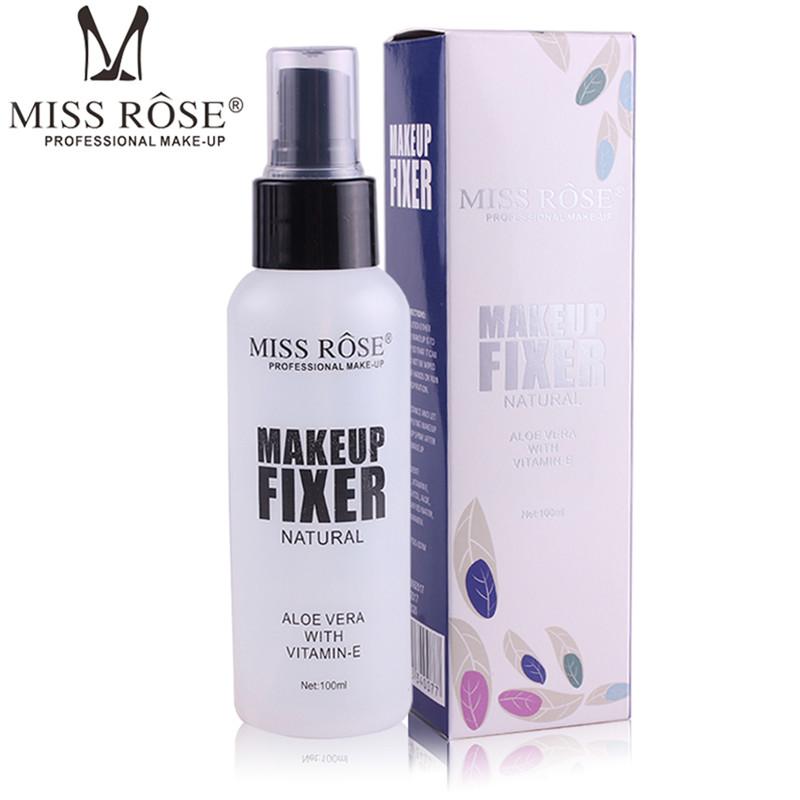 MISS RÔSE®
PROFESSIONAL MAKE-UP
MISS RÔSE®
PROFESSIONAL MAKE-UP
MAKEUP
FIXER
NATURAL
ALOE VERA
WITH
VITAMIN-E
Net:100ml
MAKEUP
FIXER
MISS RÔSE®
PROFESSIONAL MAKE-UP
MAKEUP
FIXER
NATURAL
ALOE VERA
WITH
VITAMIN-E
Net:100ml